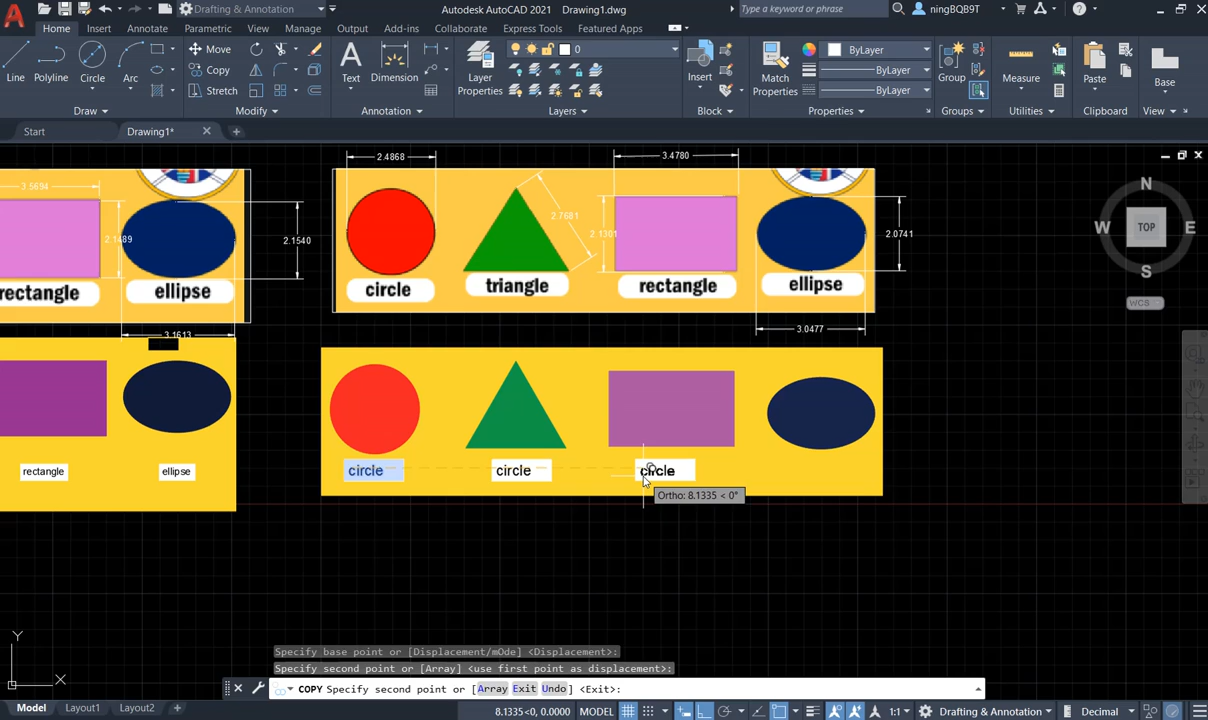 Drafting & Annotation
Autodesk AutoCAD 2021 Drawing1.dwg
Type a keyword or phrase
ningBQB9T
Home Insert Annotate Parametric View Manage Output Add-ins Collaborate Express Tools Featured Apps
Line Polyline Circle Arc
Move
Copy
Stretch
Text Dimension
Layer Properties
0
Insert
Match Properties
ByLayer
ByLayer
ByLayer
Group
Measure
Paste
Base
Draw Modify Annotation Layers Block Properties Groups Utilities Clipboard View
Start Drawing1*
3.5694
2.1489
2.1540
rectangle ellipse
3.1613
2.4868
2.7681
3.4780
2.1301
2.0741
circle triangle rectangle ellipse
3.0477
rectangle ellipse
circle circle circle
Ortho: 8.1335 < 0°
N
W TOP E
S
WCS
Y
X
Specify base point or [Displacement/mOde] <Displacement>:
Specify second point or [Array] <use first point as displacement>:
COPY Specify second point or [Array Exit Undo] <Exit>:
Model Layout1 Layout2
8.1335<0, 0.0000 MODEL 1:1 Drafting & Annotation Decimal